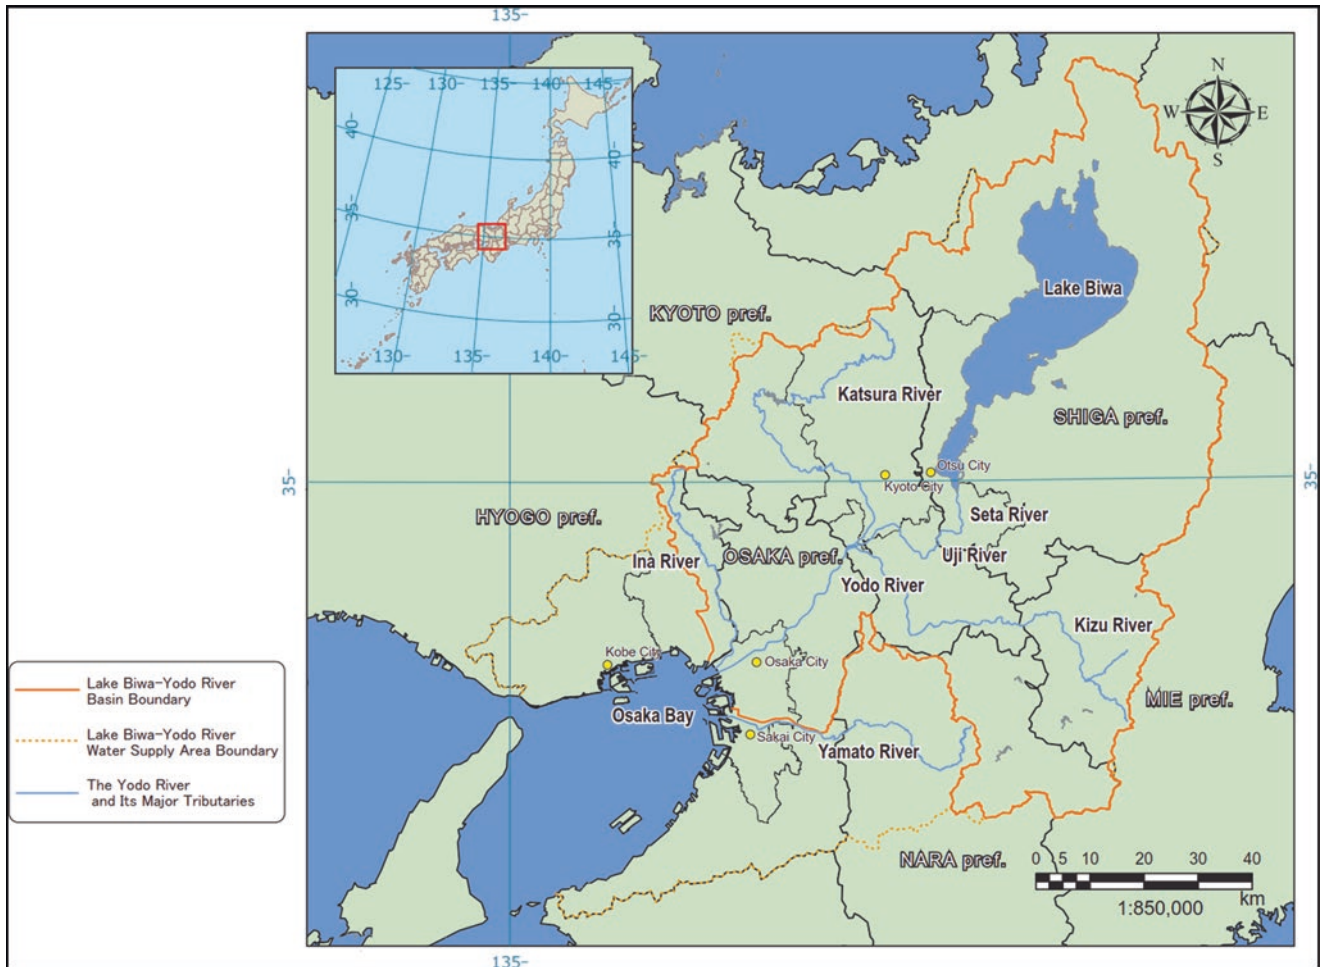 135-
N
W
E
S
125-
130-
135-
140-
145-
40-
40-
35-
35-
30-
30-
130-
135-
140-
145-
Lake Biwa
KYOTO pref.
Katsura River
SHIGA pref.
Otsu City
Kyoto City
35-
35-
HYOGO pref.
Seta River
OSAKA pref.
Uji River
Ina River
Yodo River
Kizu River
Kobe City
Osaka City
MIE pref.
Osaka Bay
Sakai City
Yamato River
Lake Biwa-Yodo River
Basin Boundary
Lake Biwa-Yodo River
Water Supply Area Boundary
The Yodo River
and Its Major Tributaries
NARA pref.
0 5 10 20 30 40
km
1:850,000
135-